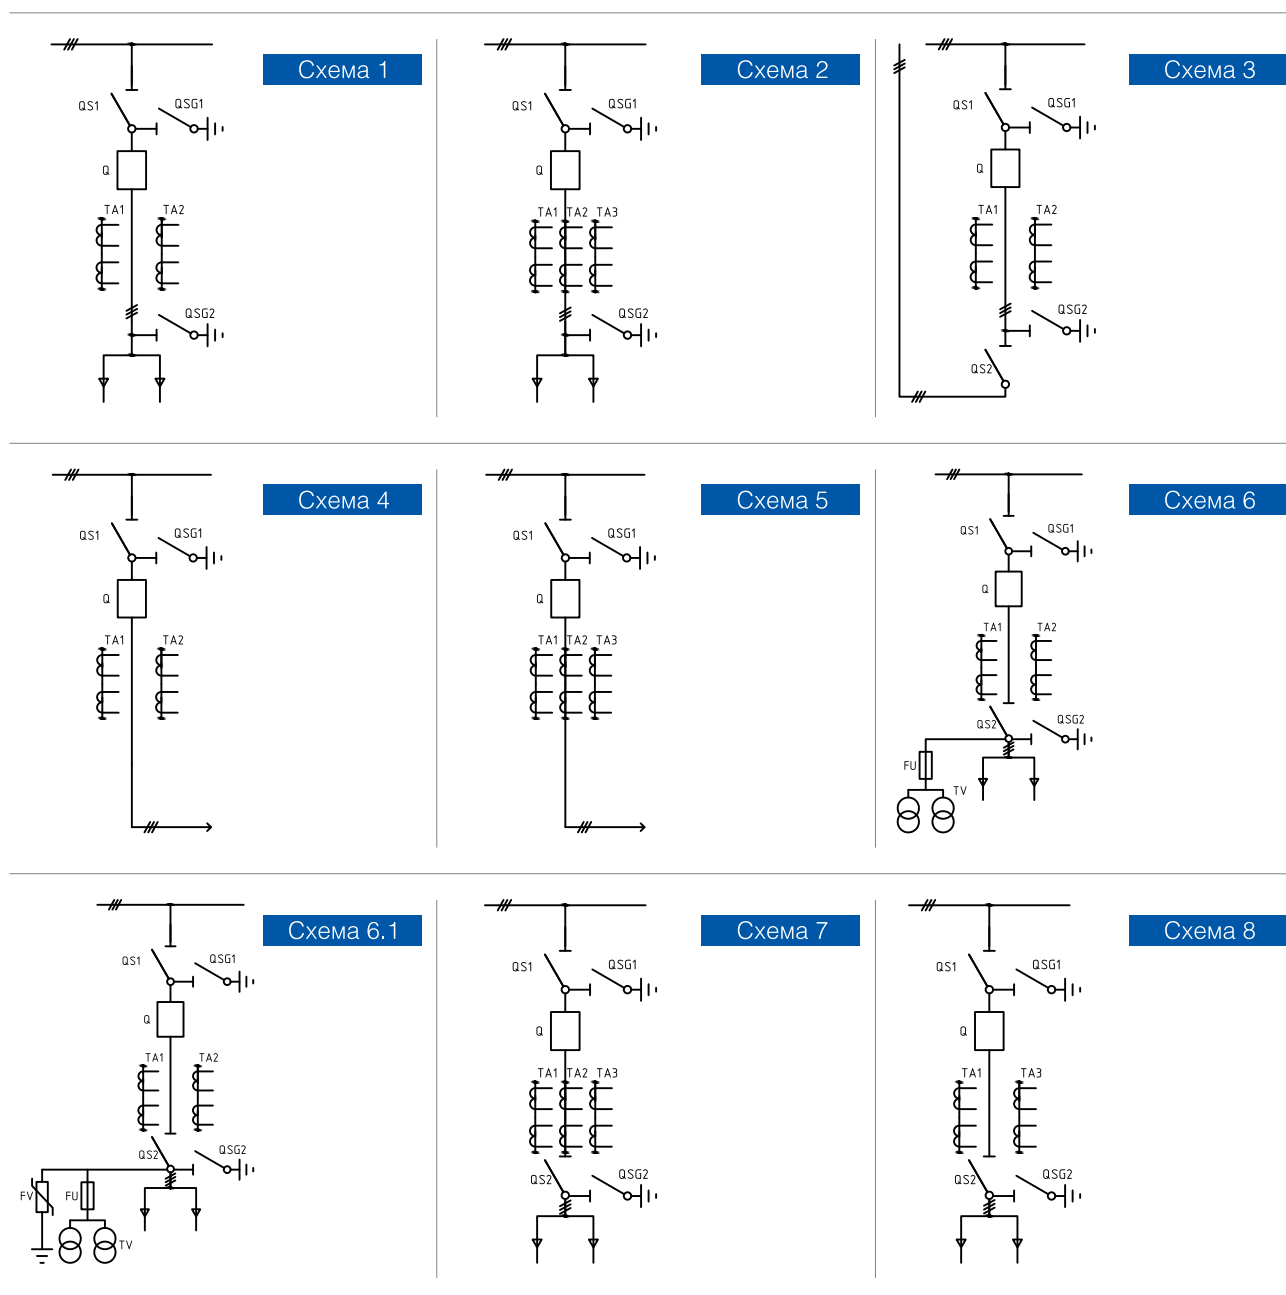 Схема 1
QS1
QSG1
Q
TA1
TA2
QSG2
Схема 2
QS1
QSG1
Q
TA1
TA2
TA3
QSG2
Схема 3
QS1
QSG1
Q
TA1
TA2
QSG2
QS2
Схема 4
QS1
QSG1
Q
TA1
TA2
Схема 5
QS1
QSG1
Q
TA1
TA2
TA3
Схема 6
QS1
QSG1
Q
TA1
TA2
QS2
QSG2
FU
TV
Схема 6.1
QS1
QSG1
Q
TA1
TA2
QS2
QSG2
FV
FU
TV
Схема 7
QS1
QSG1
Q
TA1
TA2
TA3
QS2
QSG2
Схема 8
QS1
QSG1
Q
TA1
TA3
QS2
QSG2